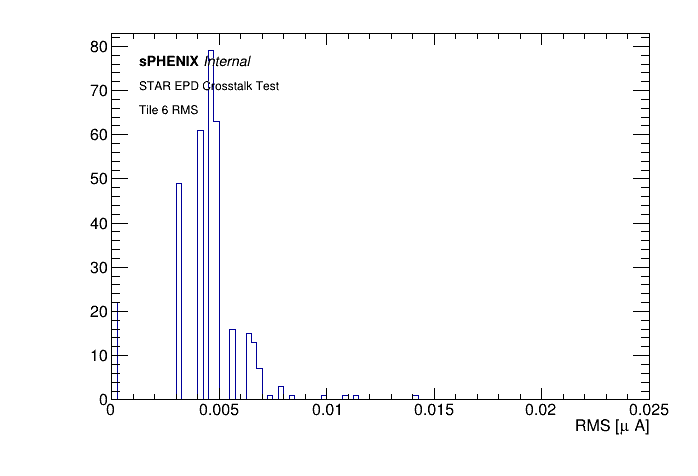 80
sPHENIX Internal
STAR EPD Crosstalk Test
70
Tile 6 RMS
60
50
40
30
20
10
0
0 0.005 0.01 0.015 0.02 0.025
RMS [μ A]